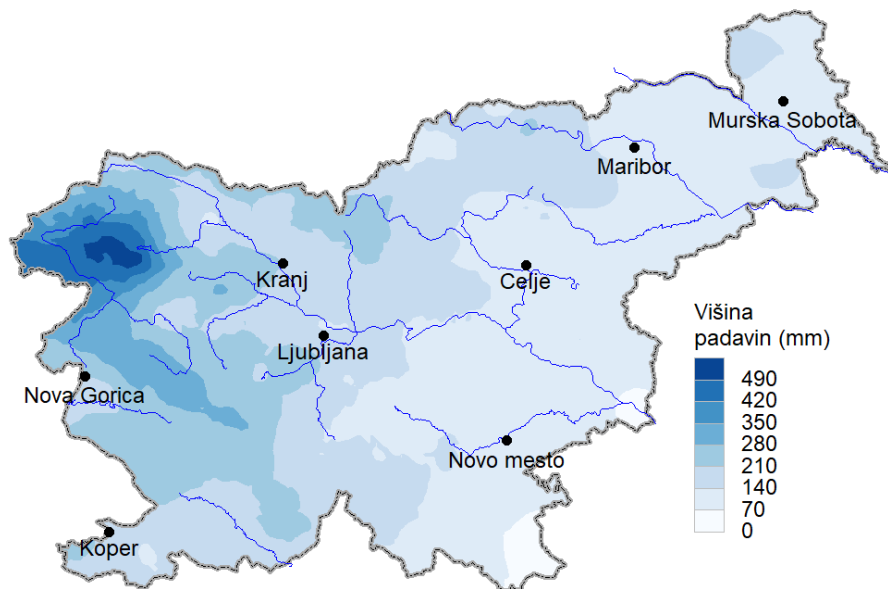 Murska Sobota
Maribor
Kranj
Celje
Ljubljana
Nova Gorica
Novo mesto
Koper
Višina
padavin (mm)
490
420
350
280
210
140
70
0